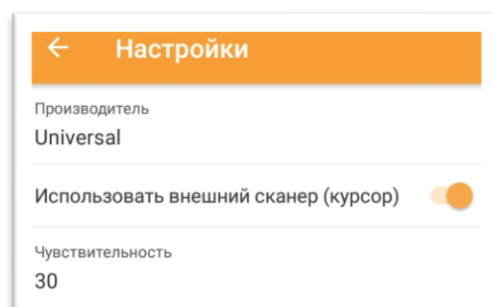 Настройки
Производитель
Universal
Использовать внешний сканер (курсор)
Чувствительность
30